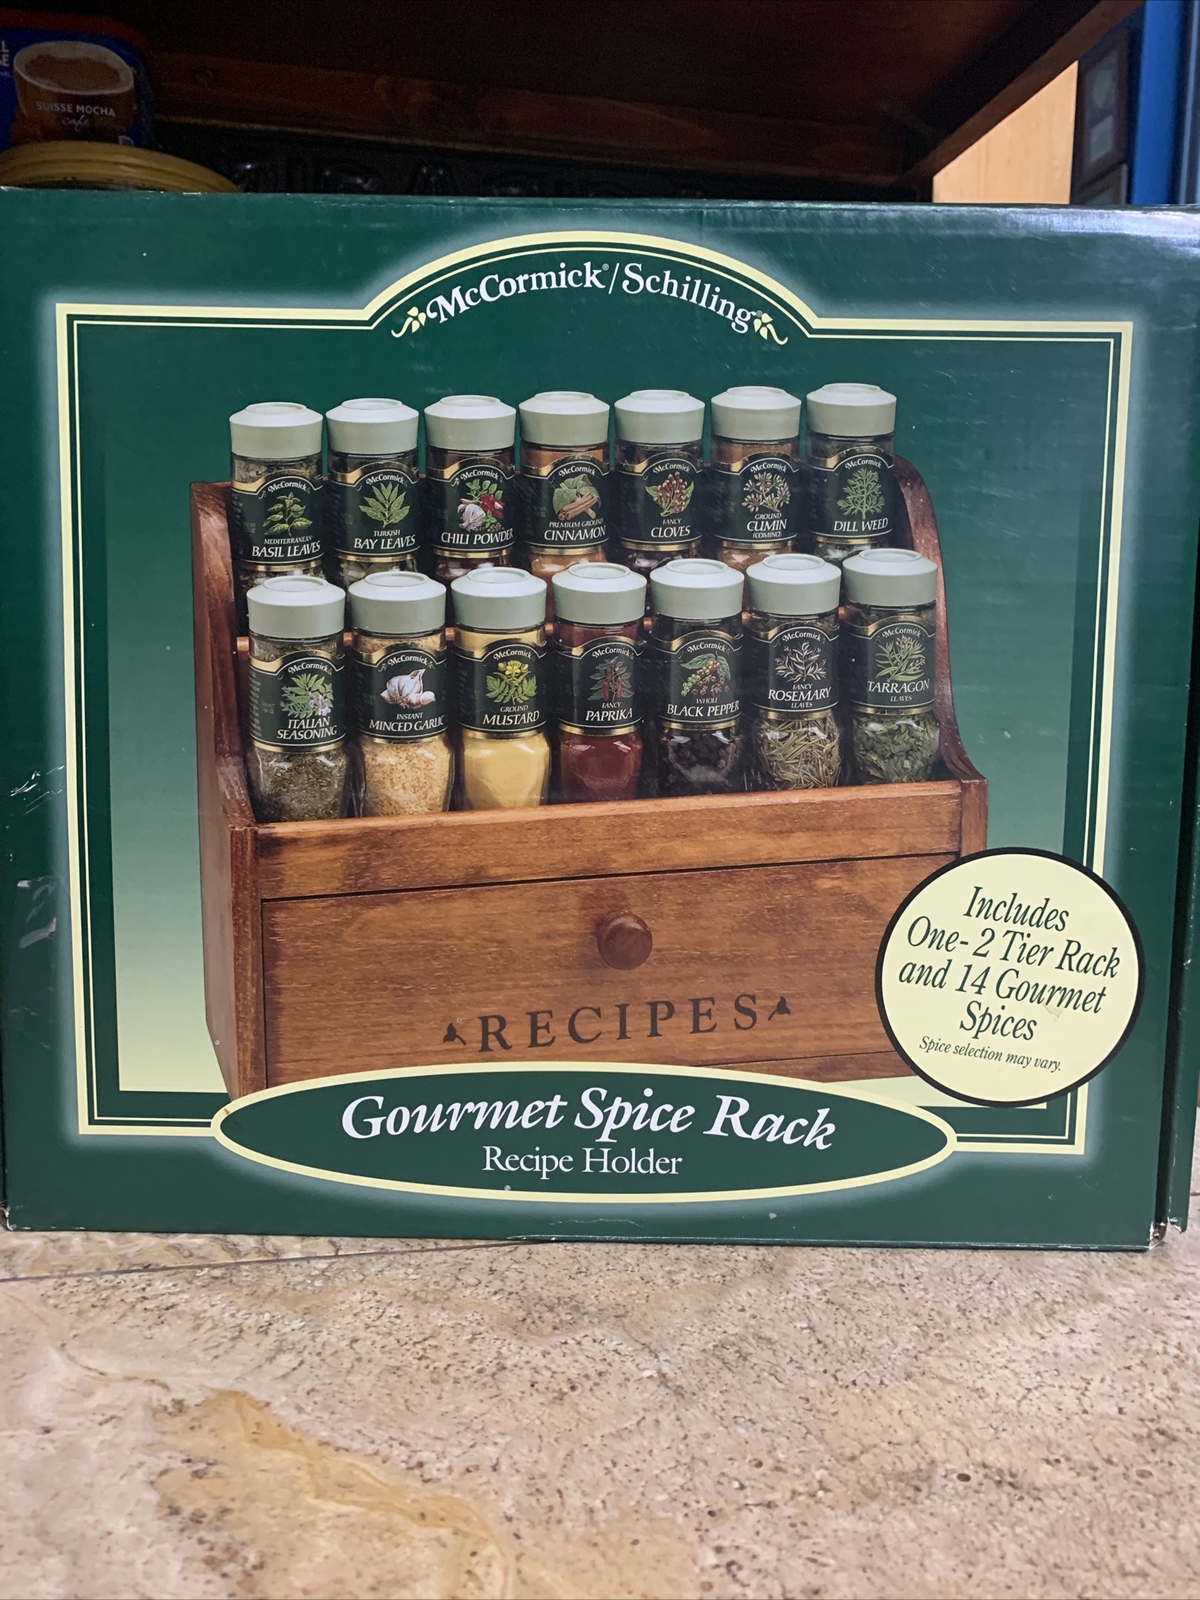 SUISSE MOCHA
café
McCormick®/Schilling®
McCormick
MEDITERRANEAN
BASIL LEAVES
McCormick
TURKISH
BAY LEAVES
McCormick
CHILI POWDER
McCormick
PREMIUM GROUND
CINNAMON
McCormick
FANCY
CLOVES
McCormick
GROUND
CUMIN
(COMINO)
McCormick
DILL WEED
McCormick
ITALIAN
SEASONING
McCormick
INSTANT
MINCED GARLIC
McCormick
GROUND
MUSTARD
McCormick
FANCY
PAPRIKA
McCormick
WHOLE
BLACK PEPPER
McCormick
FANCY
ROSEMARY
LEAVES
McCormick
TARRAGON
LEAVES
RECIPES
Includes
One- 2 Tier Rack
and 14 Gourmet
Spices
Spice selection may vary.
Gourmet Spice Rack
Recipe Holder